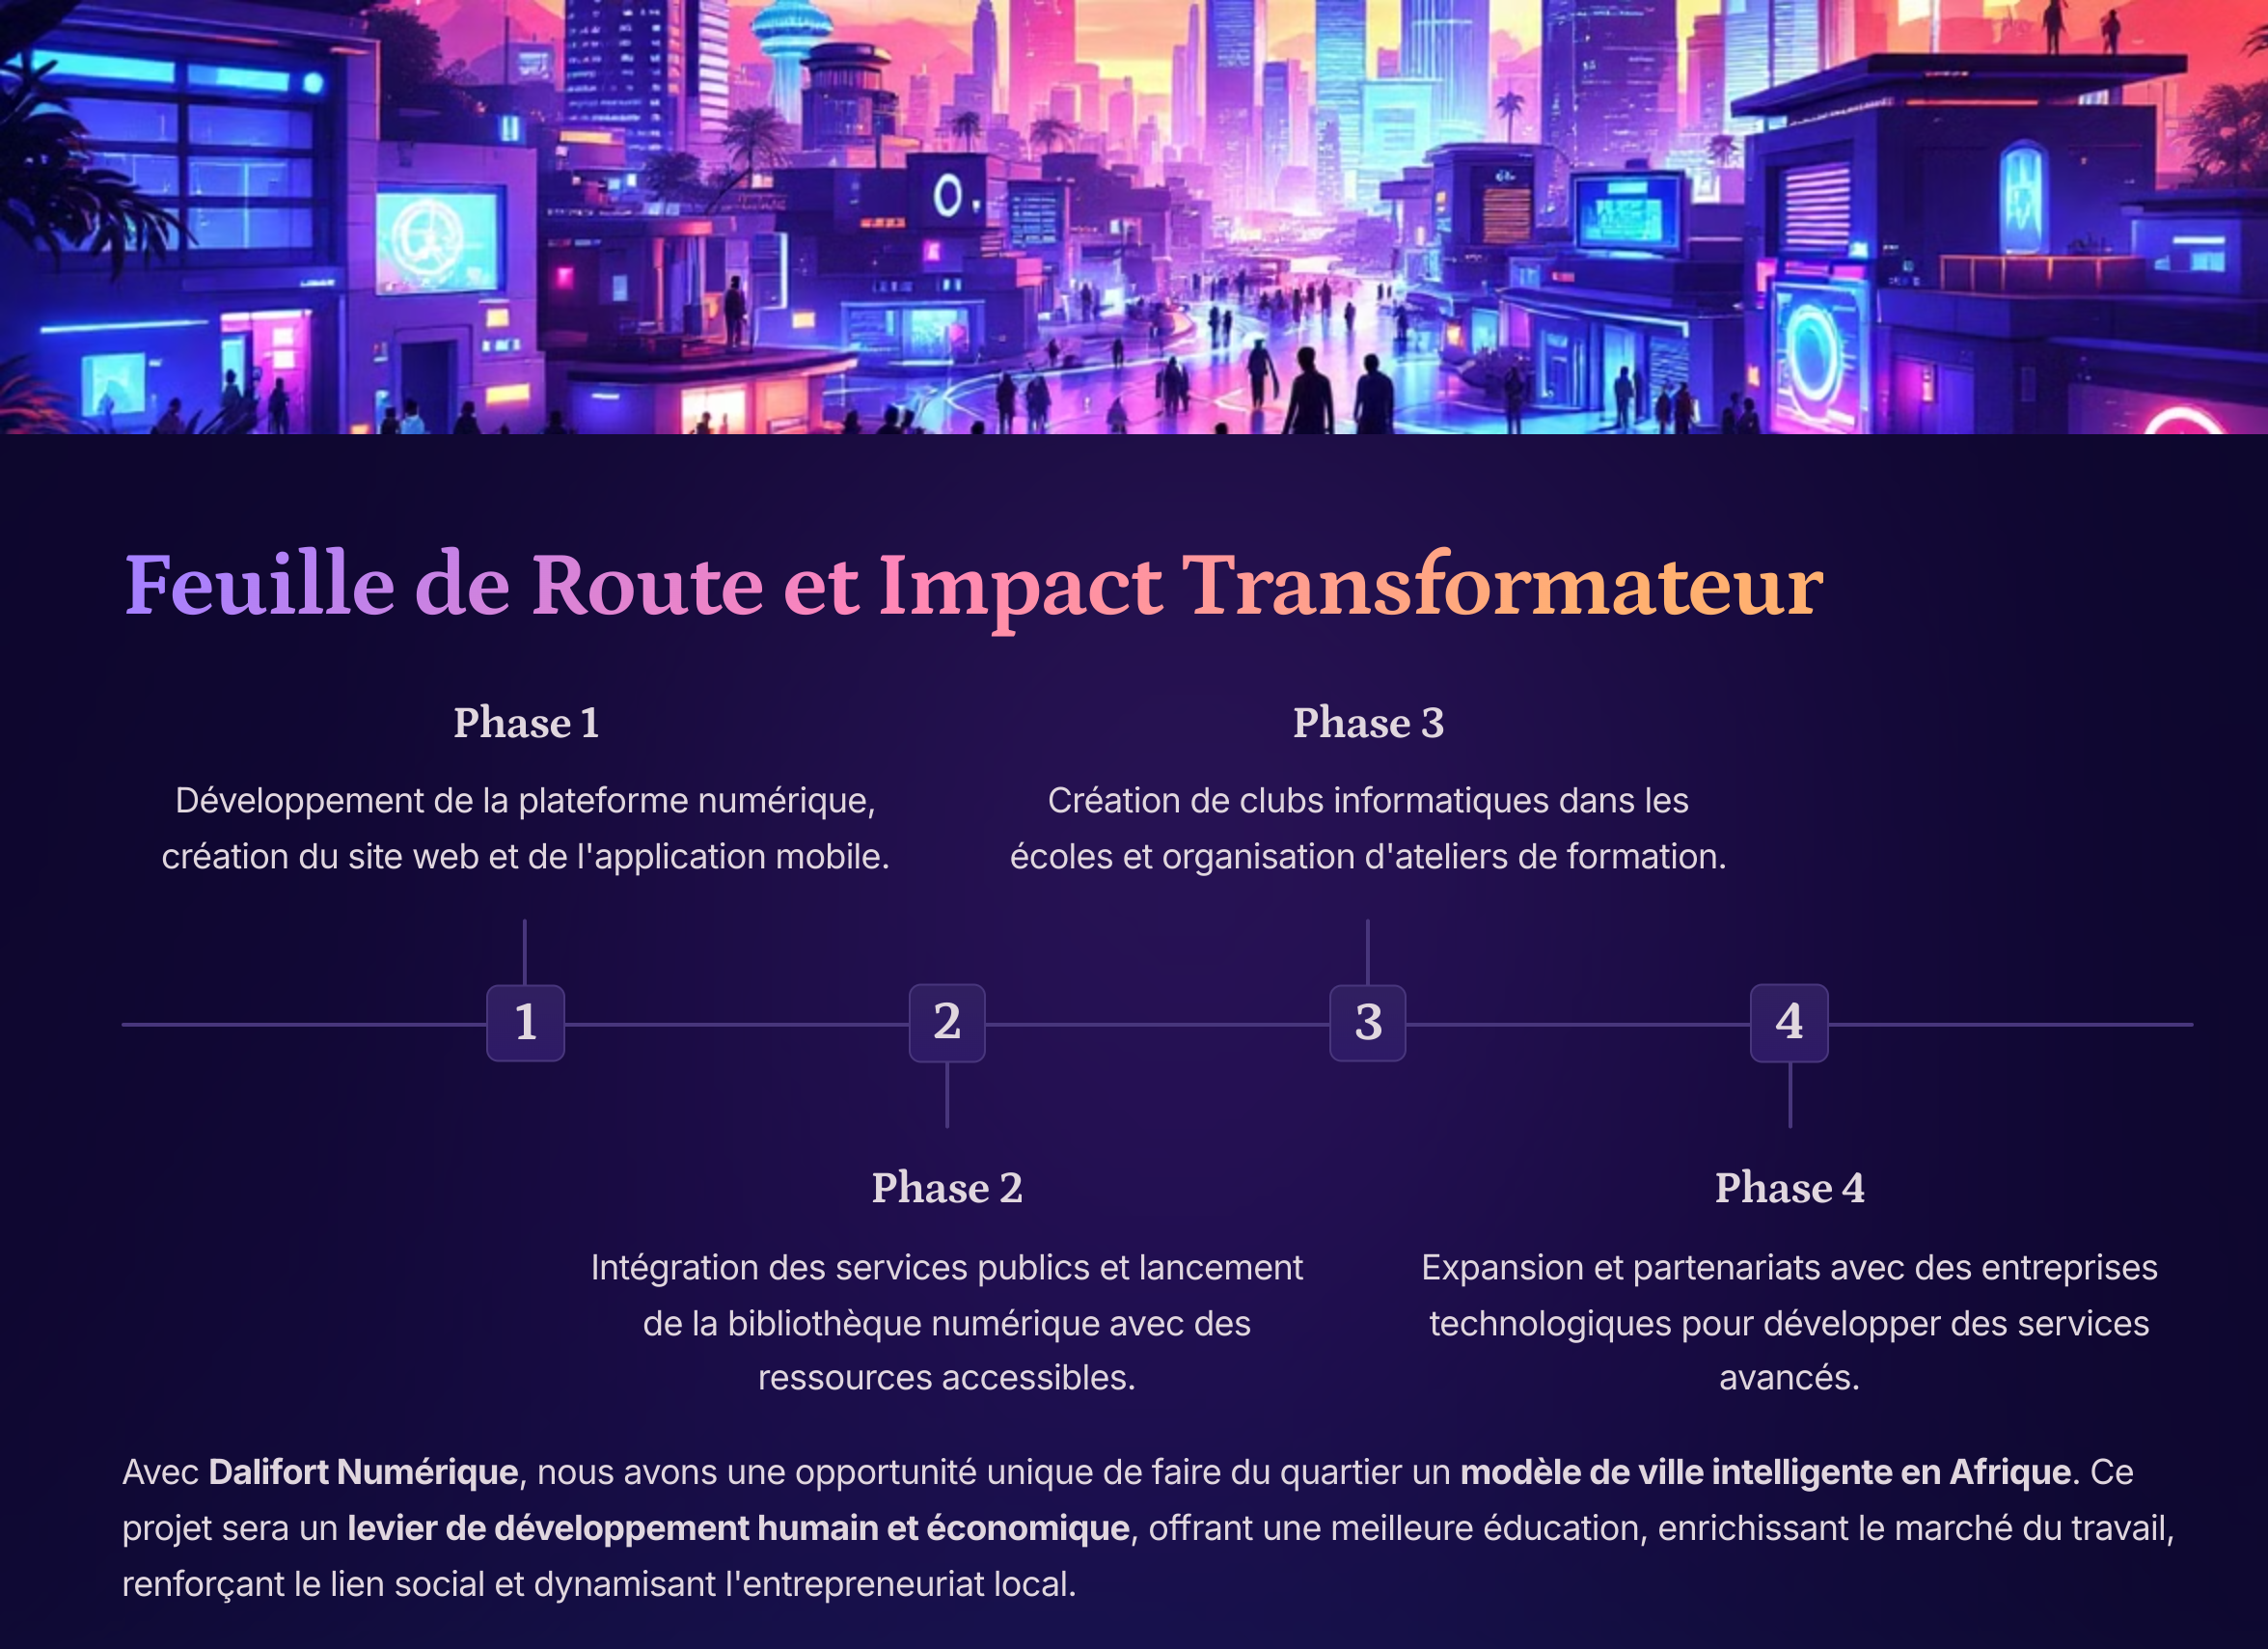 Feuille de Route et Impact Transformateur
Phase 1
Développement de la plateforme numérique,
création du site web et de l'application mobile.
Phase 3
Création de clubs informatiques dans les
écoles et organisation d'ateliers de formation.
1
2
3
4
Phase 2
Intégration des services publics et lancement
de la bibliothèque numérique avec des
ressources accessibles.
Phase 4
Expansion et partenariats avec des entreprises
technologiques pour développer des services
avancés.
Avec Dalifort Numérique, nous avons une opportunité unique de faire du quartier un modèle de ville intelligente en Afrique. Ce
projet sera un levier de développement humain et économique, offrant une meilleure éducation, enrichissant le marché du travail,
renforçant le lien social et dynamisant l'entrepreneuriat local.